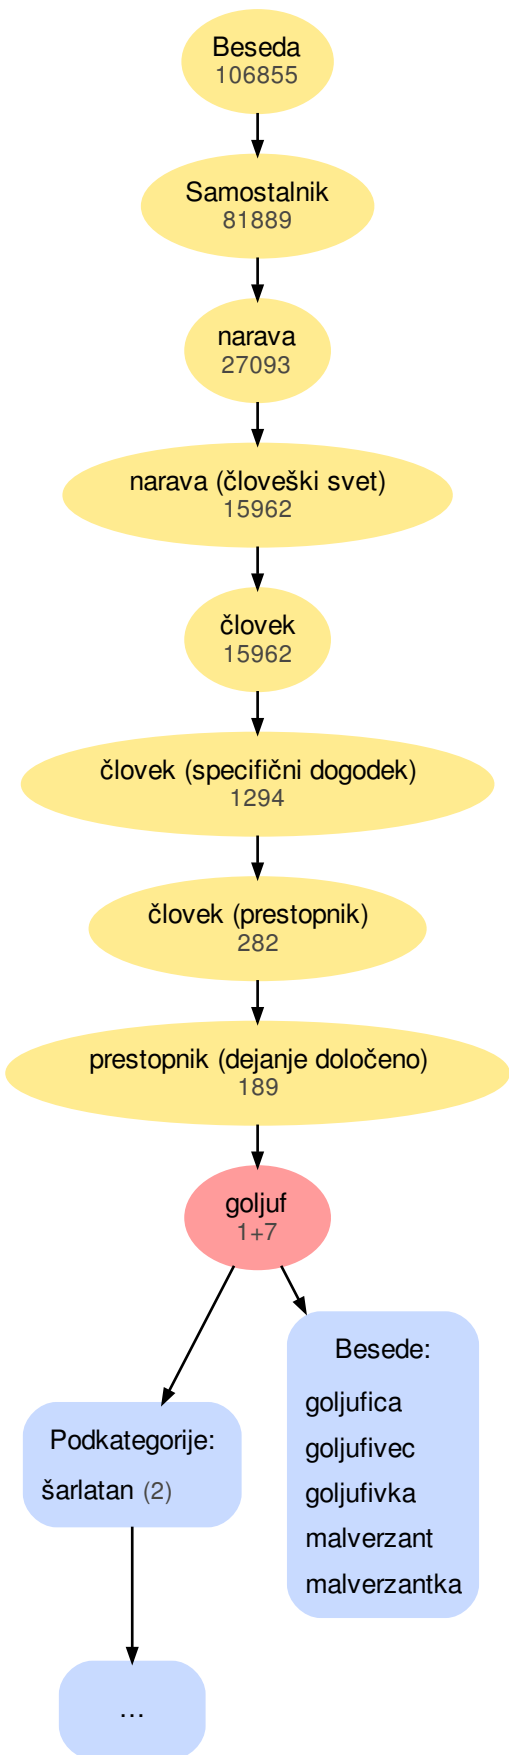 Beseda
106855
Samostalnik
81889
narava
27093
narava (človeški svet)
15962
človek
15962
človek (specifični dogodek)
1294
človek (prestopnik)
282
prestopnik (dejanje določeno)
189
goljuf
1+7
Besede:
goljufica
goljufivec
goljufivka
malverzant
malverzantka
Podkategorije:
šarlatan (2)
...